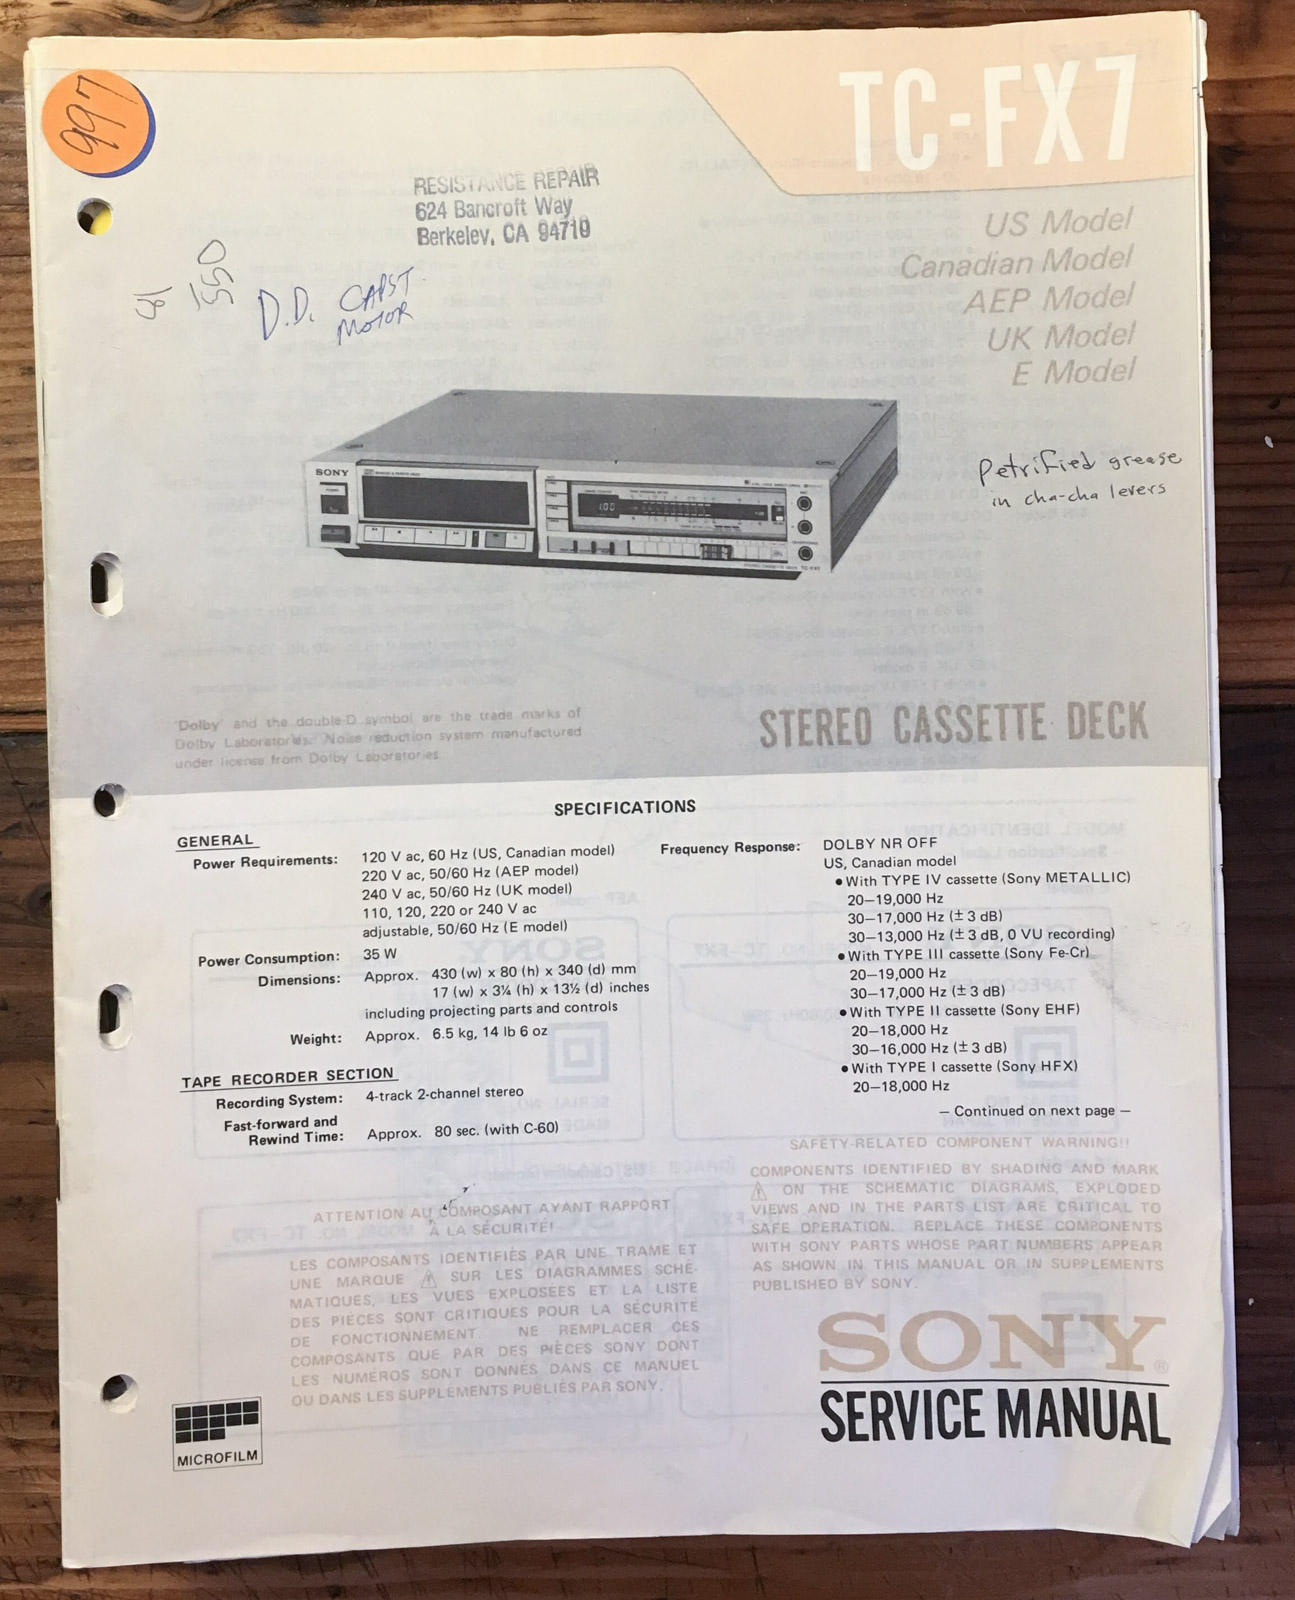 997
TC-FX7
RESISTANCE REPAIR
624 Bancroft Way
Berkeley, CA 94710
US Model
Canadian Model
AEP Model
UK Model
E Model
81
550
D.D. CAPST.
MOTOR
Petrified grease
in cha-cha levers
SONY
1.00
TC-FX7
'Dolby' and the double-D symbol are the trade marks of
Dolby Laboratories. Noise reduction system manufactured
under license from Dolby Laboratories.
STEREO CASSETTE DECK
SPECIFICATIONS
GENERAL
Power Requirements: 120 V ac, 60 Hz (US, Canadian model)
220 V ac, 50/60 Hz (AEP model)
240 V ac, 50/60 Hz (UK model)
110, 120, 220 or 240 V ac
adjustable, 50/60 Hz (E model)
Power Consumption: 35 W
Dimensions: Approx. 430 (w) x 80 (h) x 340 (d) mm
17 (w) x 3¼ (h) x 13½ (d) inches
including projecting parts and controls
Weight: Approx. 6.5 kg, 14 lb 6 oz
TAPE RECORDER SECTION
Recording System: 4-track 2-channel stereo
Fast-forward and
Rewind Time: Approx. 80 sec. (with C-60)
Frequency Response: DOLBY NR OFF
US, Canadian model
• With TYPE IV cassette (Sony METALLIC)
20–19,000 Hz
30–17,000 Hz (± 3 dB)
30–13,000 Hz (± 3 dB, 0 VU recording)
• With TYPE III cassette (Sony Fe-Cr)
20–19,000 Hz
30–17,000 Hz (± 3 dB)
• With TYPE II cassette (Sony EHF)
20–18,000 Hz
30–16,000 Hz (± 3 dB)
• With TYPE I cassette (Sony HFX)
20–18,000 Hz
— Continued on next page —
ATTENTION AU COMPOSANT AYANT RAPPORT
À LA SÉCURITÉ!
LES COMPOSANTS IDENTIFIÉS PAR UNE TRAME ET
UNE MARQUE ⚠ SUR LES DIAGRAMMES SCHÉ-
MATIQUES, LES VUES EXPLOSÉES ET LA LISTE
DES PIÈCES SONT CRITIQUES POUR LA SÉCURITÉ
DE FONCTIONNEMENT. NE REMPLACER CES
COMPOSANTS QUE PAR DES PIÈCES SONY DONT
LES NUMÉROS SONT DONNÉS DANS CE MANUEL
OU DANS LES SUPPLÉMENTS PUBLIÉS PAR SONY.
SAFETY-RELATED COMPONENT WARNING!!
COMPONENTS IDENTIFIED BY SHADING AND MARK
⚠ ON THE SCHEMATIC DIAGRAMS, EXPLODED
VIEWS AND IN THE PARTS LIST ARE CRITICAL TO
SAFE OPERATION. REPLACE THESE COMPONENTS
WITH SONY PARTS WHOSE PART NUMBERS APPEAR
AS SHOWN IN THIS MANUAL OR IN SUPPLEMENTS
PUBLISHED BY SONY.
SONY®
SERVICE MANUAL
MICROFILM